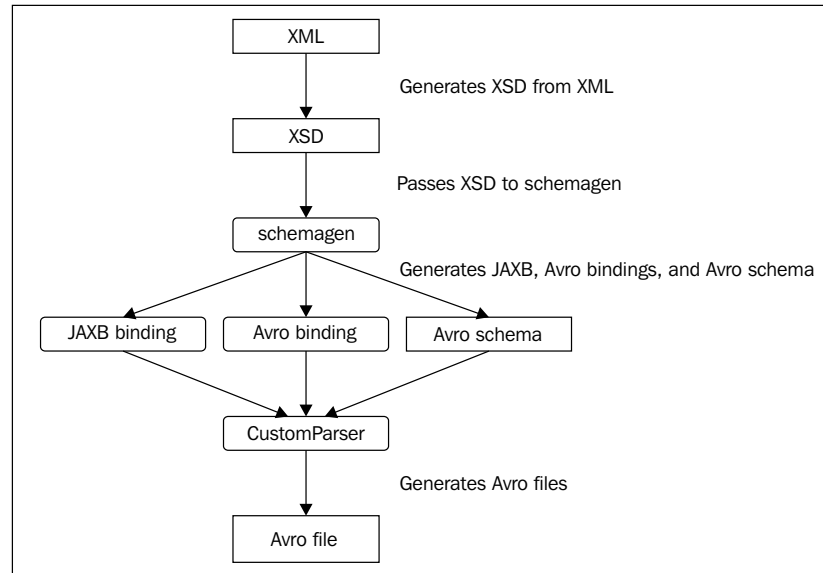 XML
Generates XSD from XML
XSD
Passes XSD to schemagen
schemagen
Generates JAXB, Avro bindings, and Avro schema
JAXB binding
Avro binding
Avro schema
CustomParser
Generates Avro files
Avro file